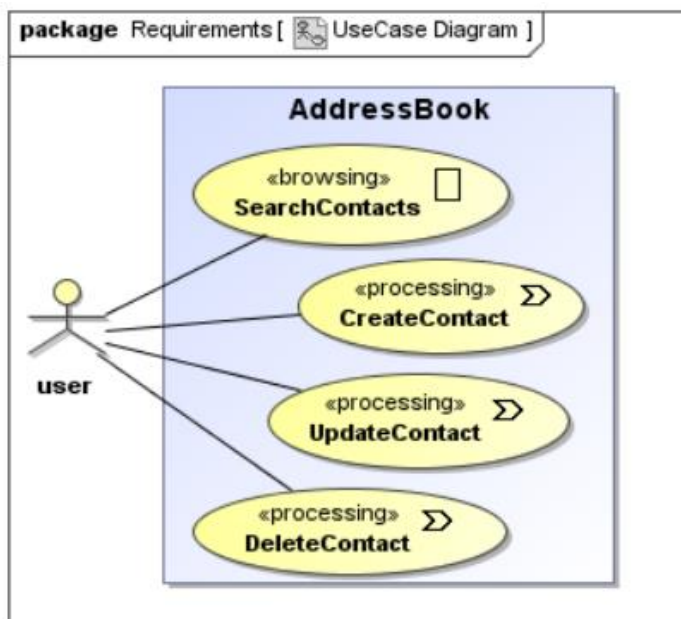 package Requirements [ UseCase Diagram ]
AddressBook
«browsing»
SearchContacts
«processing»
CreateContact
user
«processing»
UpdateContact
«processing»
DeleteContact